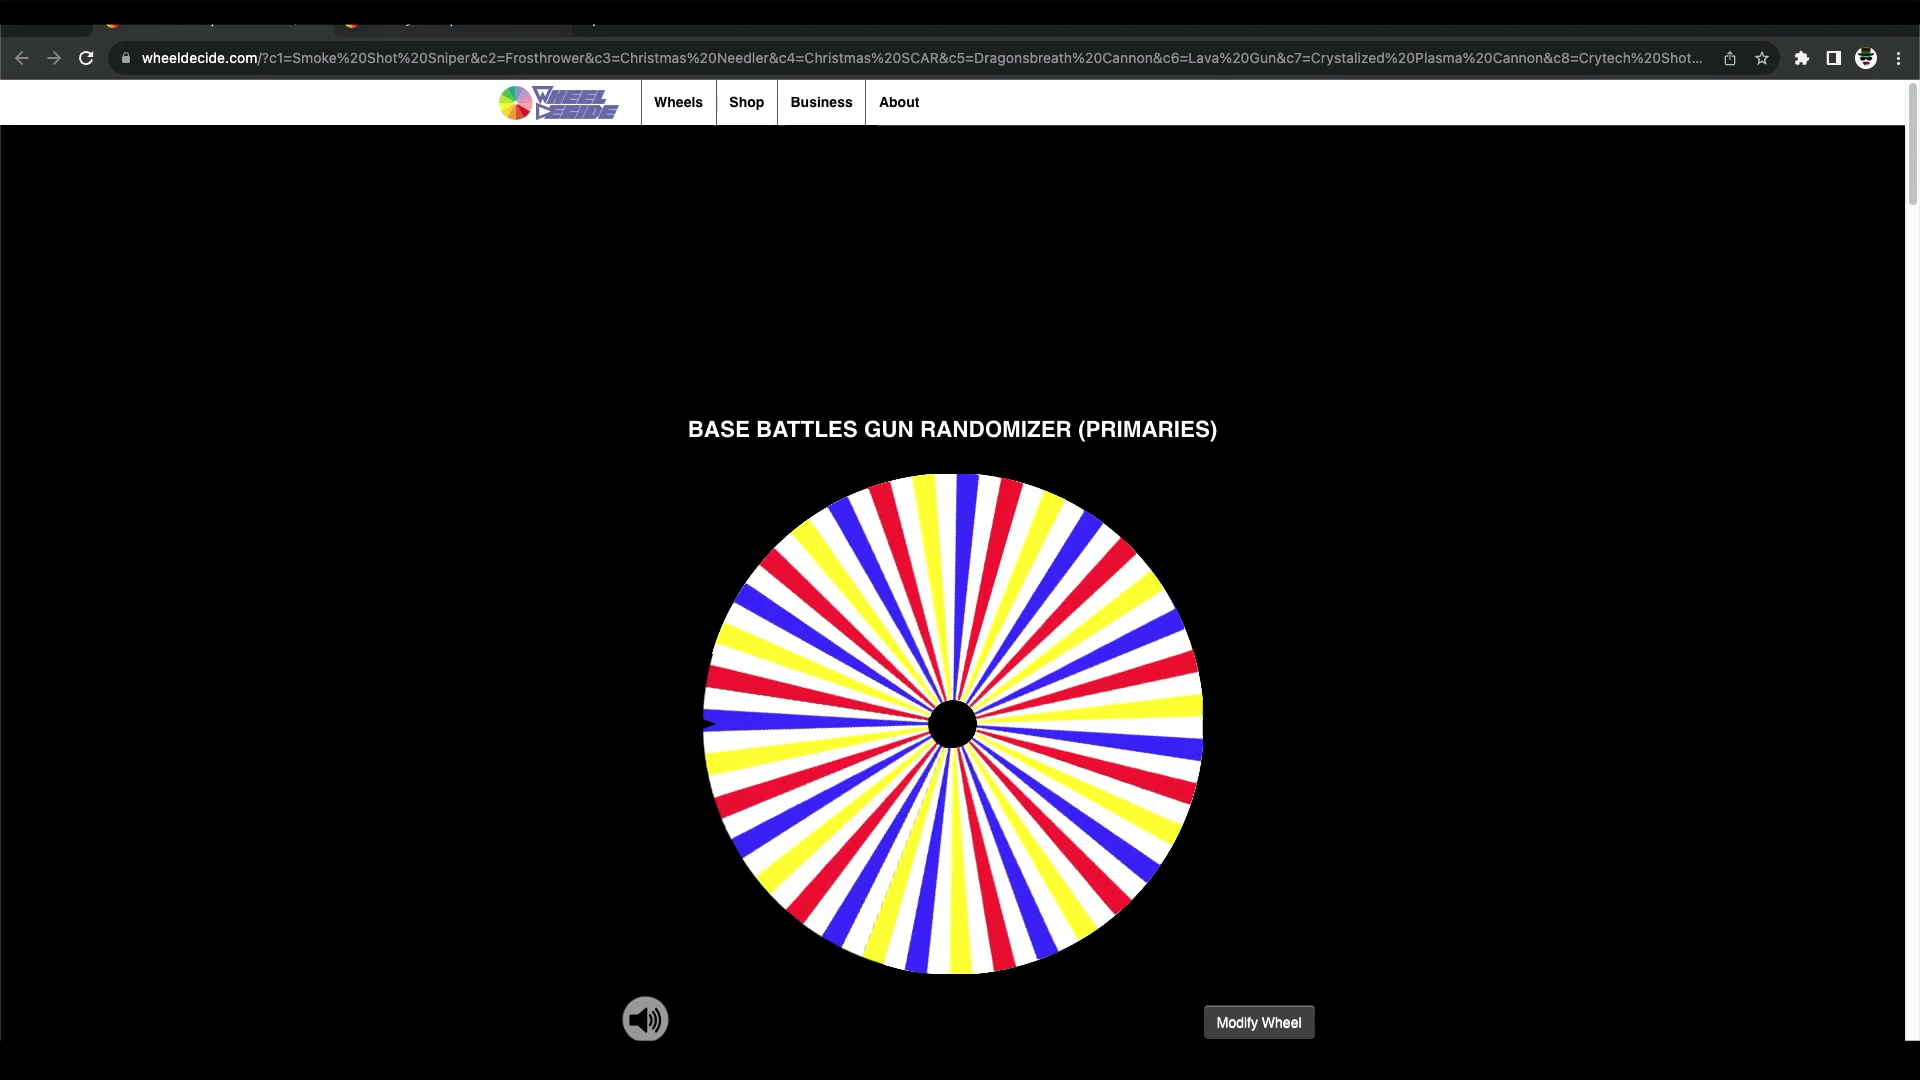 wheeldecide.com/?c1=Smoke%20Shot%20Sniper&c2=Frosthrower&c3=Christmas%20Needler&c4=Christmas%20SCAR&c5=Dragonsbreath%20Cannon&c6=Lava%20Gun&c7=Crystalized%20Plasma%20Cannon&c8=Crytech%20Shot...
WHEEL DECIDE Wheels Shop Business About
BASE BATTLES GUN RANDOMIZER (PRIMARIES)
Modify Wheel